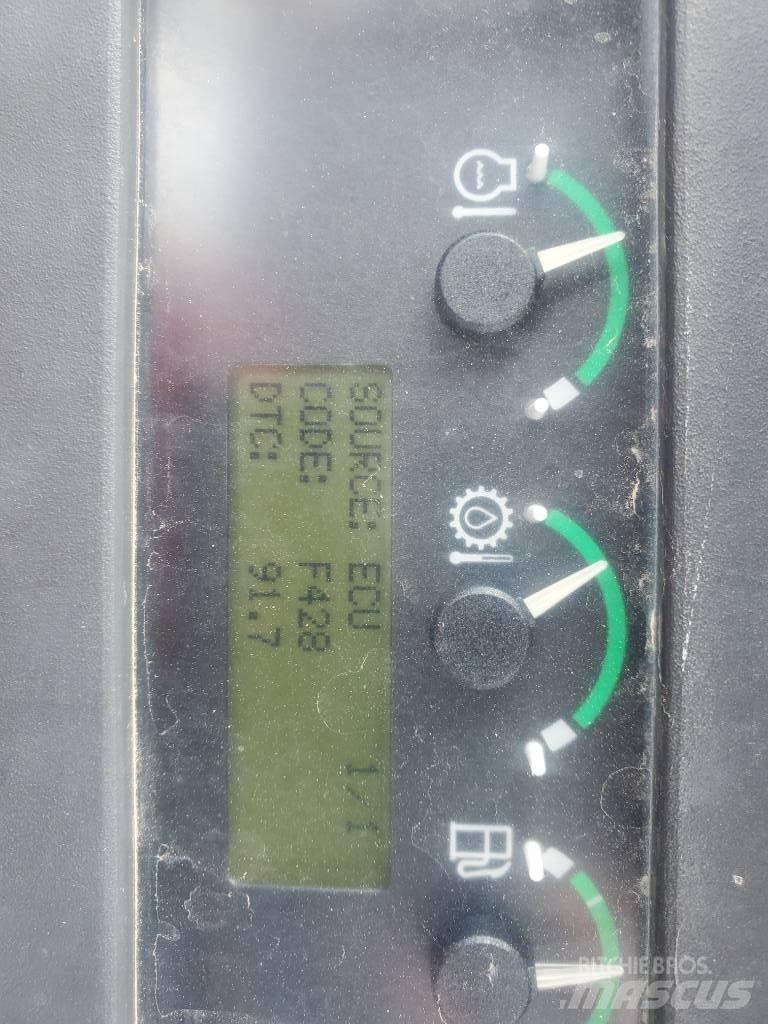 SOURCE: ECU 1/1
CODE: F428
DTC: 91.7
RITCHIE BROS.
MASCUS